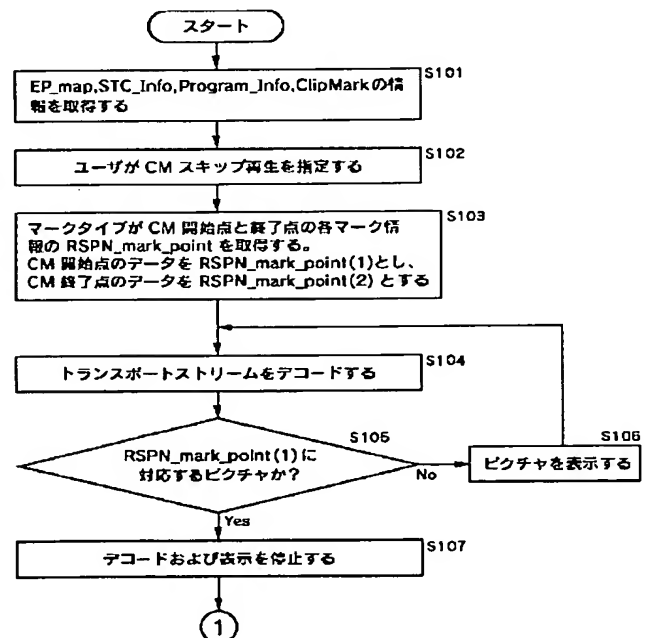 スタート
S101
EP_map,STC_Info,Program_Info,ClipMarkの情
報を取得する
S102
ユーザが CM スキップ再生を指定する
S103
マークタイプが CM 開始点と終了点の各マーク情
報の RSPN_mark_point を取得する。
CM 開始点のデータを RSPN_mark_point(1)とし、
CM 終了点のデータを RSPN_mark_point(2) とする
S104
トランスポートストリームをデコードする
S105
RSPN_mark_point(1)に
対応するピクチャか?
No
S106
ピクチャを表示する
Yes
S107
デコードおよび表示を停止する
1